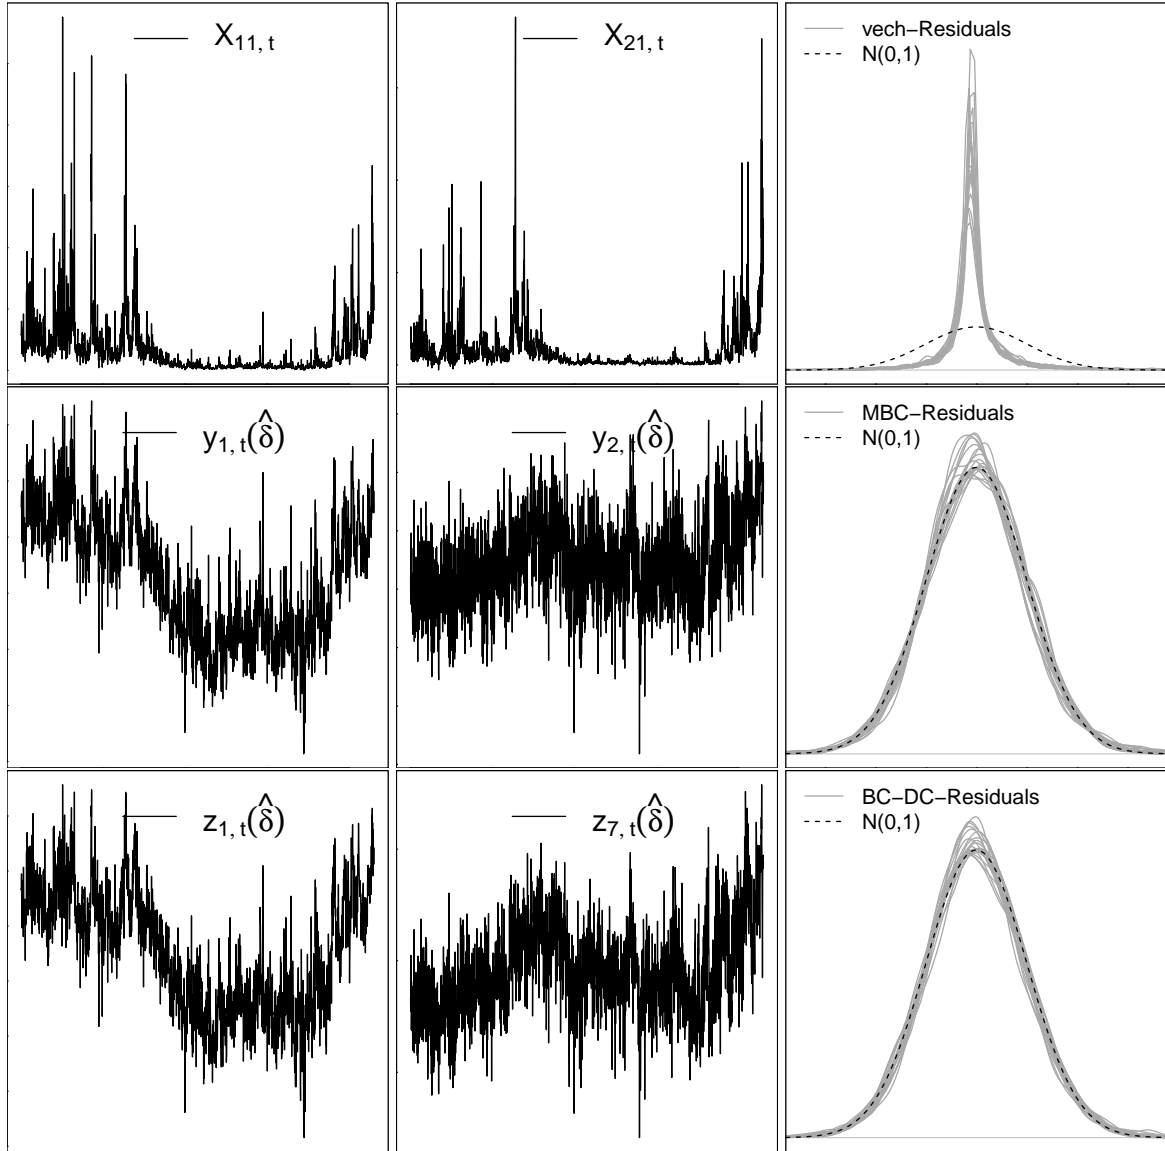 X₁₁, ₜ
X₂₁, ₜ
vech−Residuals
N(0,1)
y₁, ₜ(δ̂)
y₂, ₜ(δ̂)
MBC−Residuals
N(0,1)
z₁, ₜ(δ̂)
z₇, ₜ(δ̂)
BC−DC−Residuals
N(0,1)